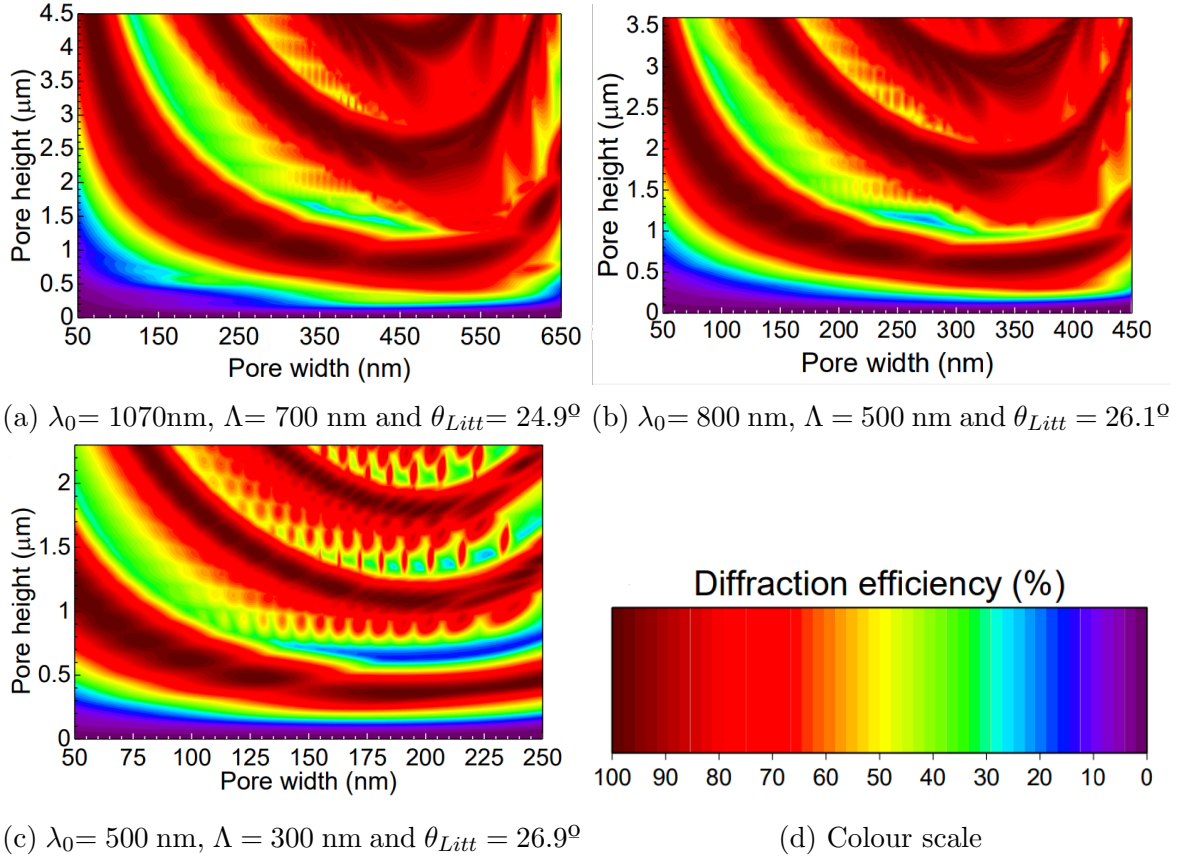 4.5
4
3.5
3
2.5
2
1.5
1
0.5
0
Pore height (μm)
50 150 250 350 450 550 650
Pore width (nm)
3.5
3
2.5
2
1.5
1
0.5
0
Pore height (μm)
50 100 150 200 250 300 350 400 450
Pore width (nm)
(a) λ0= 1070nm, Λ= 700 nm and θLitt= 24.9º
(b) λ0= 800 nm, Λ = 500 nm and θLitt = 26.1º
2
1.5
1
0.5
0
Pore height (μm)
50 75 100 125 150 175 200 225 250
Pore width (nm)
Diffraction efficiency (%)
100 90 80 70 60 50 40 30 20 10 0
(c) λ0= 500 nm, Λ = 300 nm and θLitt = 26.9º
(d) Colour scale